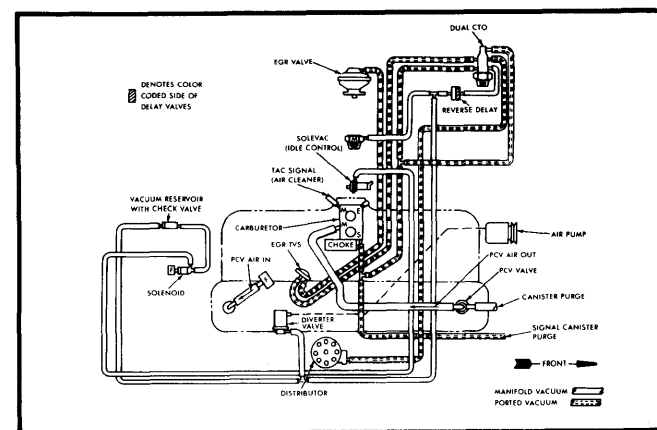 DUAL CTO
EGR VALVE
DENOTES COLOR
CODED SIDE OF
DELAY VALVES
REVERSE DELAY
SOLEVAC
(IDLE CONTROL)
TAC SIGNAL
(AIR CLEANER)
VACUUM RESERVOIR
WITH CHECK VALVE
M
E
CARBURETOR
M
S
CHOKE
AIR PUMP
EGR TVS
PCV AIR IN
PCV AIR OUT
PCV VALVE
SOLENOID
CANISTER PURGE
DIVERTER
VALVE
SIGNAL CANISTER
PURGE
FRONT
DISTRIBUTOR
MANIFOLD VACUUM
PORTED VACUUM